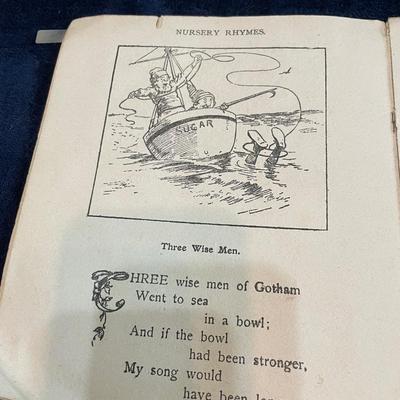 NURSERY RHYMES.
SUGAR
Three Wise Men.
THREE wise men of Gotham
Went to sea
in a bowl;
And if the bowl
had been stronger,
My song would
have been